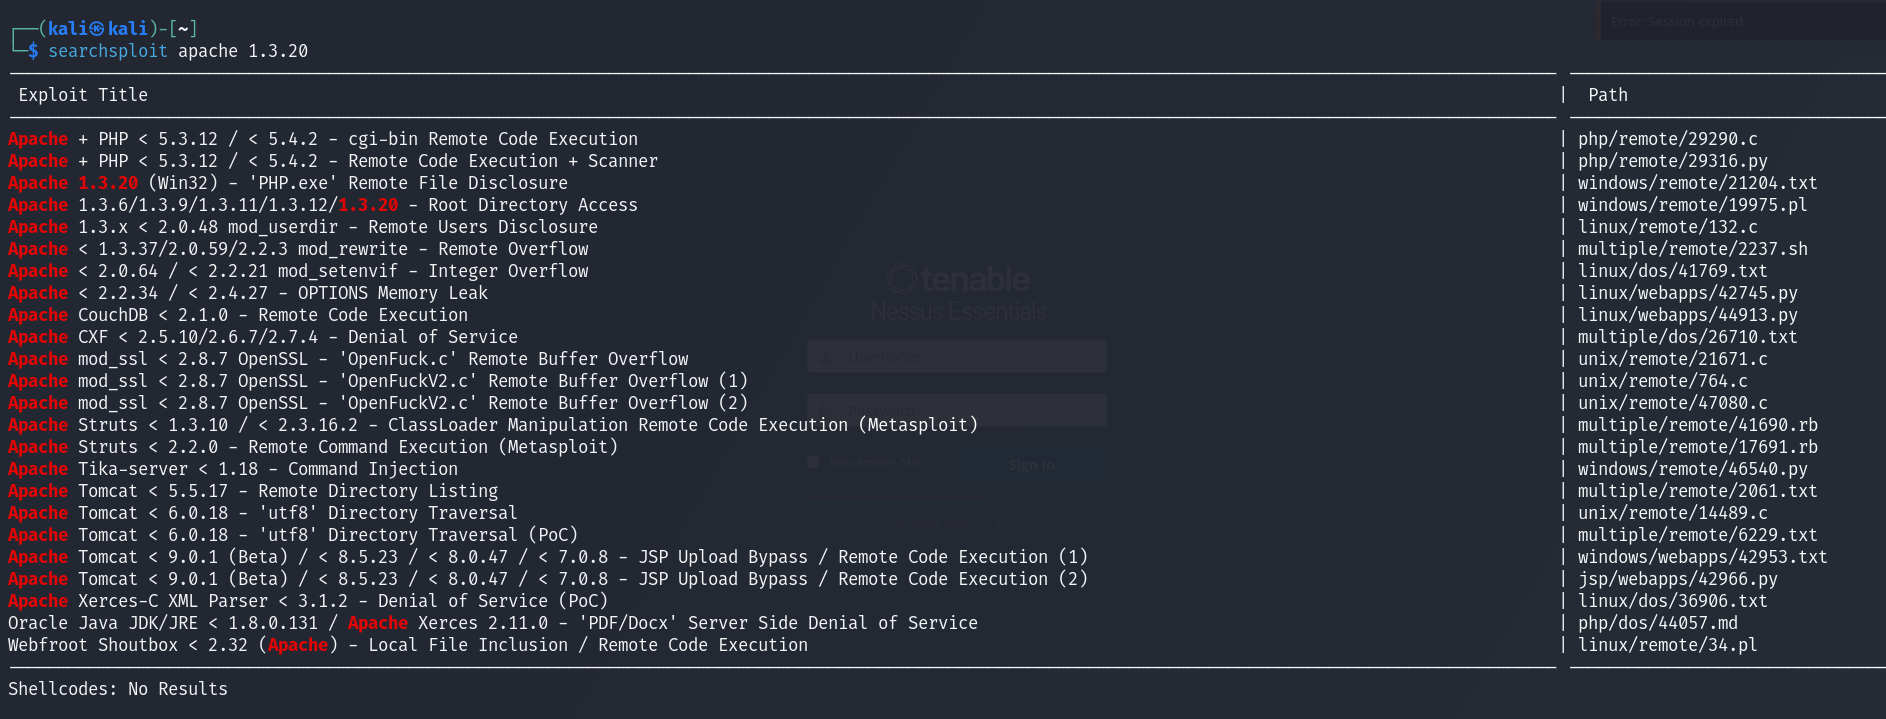 (kali㉿kali)-[~]
$ searchsploit apache 1.3.20
Error: Session expired
Exploit Title | Path
Apache + PHP < 5.3.12 / < 5.4.2 - cgi-bin Remote Code Execution | php/remote/29290.c
Apache + PHP < 5.3.12 / < 5.4.2 - Remote Code Execution + Scanner | php/remote/29316.py
Apache 1.3.20 (Win32) - 'PHP.exe' Remote File Disclosure | windows/remote/21204.txt
Apache 1.3.6/1.3.9/1.3.11/1.3.12/1.3.20 - Root Directory Access | windows/remote/19975.pl
Apache 1.3.x < 2.0.48 mod_userdir - Remote Users Disclosure | linux/remote/132.c
Apache < 1.3.37/2.0.59/2.2.3 mod_rewrite - Remote Overflow | multiple/remote/2237.sh
Apache < 2.0.64 / < 2.2.21 mod_setenvif - Integer Overflow | linux/dos/41769.txt
Apache < 2.2.34 / < 2.4.27 - OPTIONS Memory Leak | linux/webapps/42745.py
Apache CouchDB < 2.1.0 - Remote Code Execution | linux/webapps/44913.py
Apache CXF < 2.5.10/2.6.7/2.7.4 - Denial of Service | multiple/dos/26710.txt
Apache mod_ssl < 2.8.7 OpenSSL - 'OpenFuck.c' Remote Buffer Overflow | unix/remote/21671.c
Apache mod_ssl < 2.8.7 OpenSSL - 'OpenFuckV2.c' Remote Buffer Overflow (1) | unix/remote/764.c
Apache mod_ssl < 2.8.7 OpenSSL - 'OpenFuckV2.c' Remote Buffer Overflow (2) | unix/remote/47080.c
Apache Struts < 1.3.10 / < 2.3.16.2 - ClassLoader Manipulation Remote Code Execution (Metasploit) | multiple/remote/41690.rb
Apache Struts < 2.2.0 - Remote Command Execution (Metasploit) | multiple/remote/17691.rb
Apache Tika-server < 1.18 - Command Injection | windows/remote/46540.py
Apache Tomcat < 5.5.17 - Remote Directory Listing | multiple/remote/2061.txt
Apache Tomcat < 6.0.18 - 'utf8' Directory Traversal | unix/remote/14489.c
Apache Tomcat < 6.0.18 - 'utf8' Directory Traversal (PoC) | multiple/remote/6229.txt
Apache Tomcat < 9.0.1 (Beta) / < 8.5.23 / < 8.0.47 / < 7.0.8 - JSP Upload Bypass / Remote Code Execution (1) | windows/webapps/42953.txt
Apache Tomcat < 9.0.1 (Beta) / < 8.5.23 / < 8.0.47 / < 7.0.8 - JSP Upload Bypass / Remote Code Execution (2) | jsp/webapps/42966.py
Apache Xerces-C XML Parser < 3.1.2 - Denial of Service (PoC) | linux/dos/36906.txt
Oracle Java JDK/JRE < 1.8.0.131 / Apache Xerces 2.11.0 - 'PDF/Docx' Server Side Denial of Service | php/dos/44057.md
Webfroot Shoutbox < 2.32 (Apache) - Local File Inclusion / Remote Code Execution | linux/remote/34.pl
Shellcodes: No Results
tenable
Nessus Essentials
Username
Password
Remember Me
Sign In